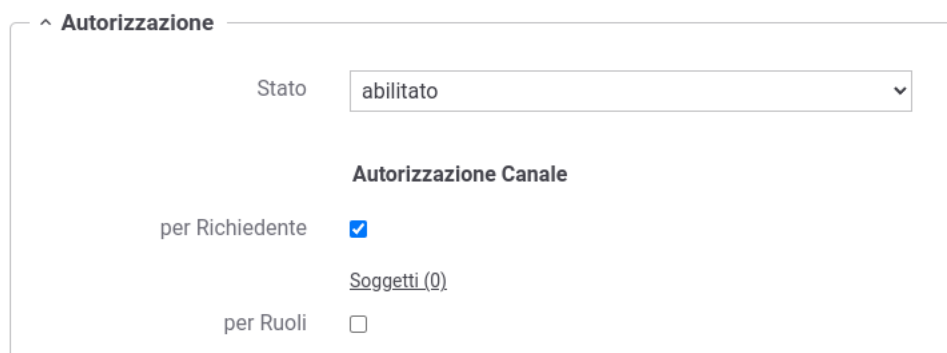 Autorizzazione
Stato abilitato
Autorizzazione Canale
per Richiedente
Soggetti (0)
per Ruoli